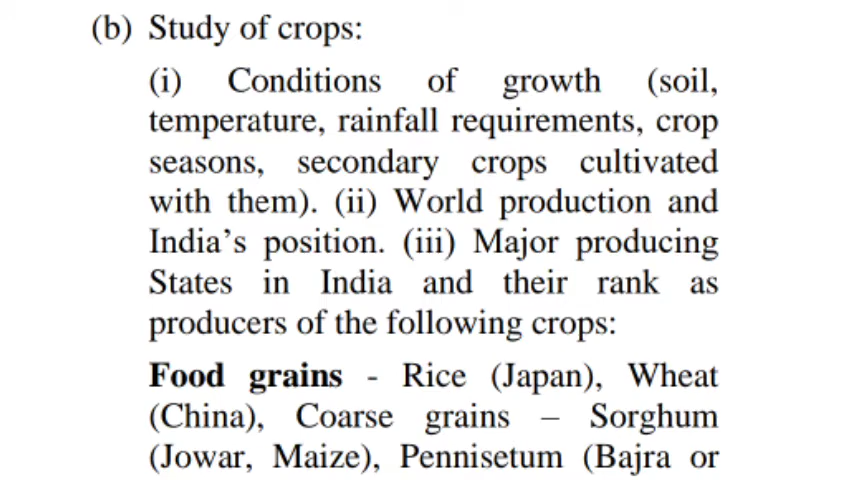 (b) Study of crops:
(i) Conditions of growth (soil,
temperature, rainfall requirements, crop
seasons, secondary crops cultivated
with them). (ii) World production and
India’s position. (iii) Major producing
States in India and their rank as
producers of the following crops:
Food grains - Rice (Japan), Wheat
(China), Coarse grains – Sorghum
(Jowar, Maize), Pennisetum (Bajra or